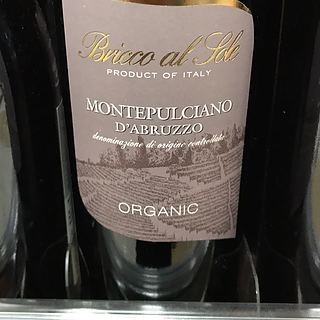 Bricco al Sole
PRODUCT OF ITALY
MONTEPULCIANO
D'ABRUZZO
denominazione di origine controllata
ORGANIC